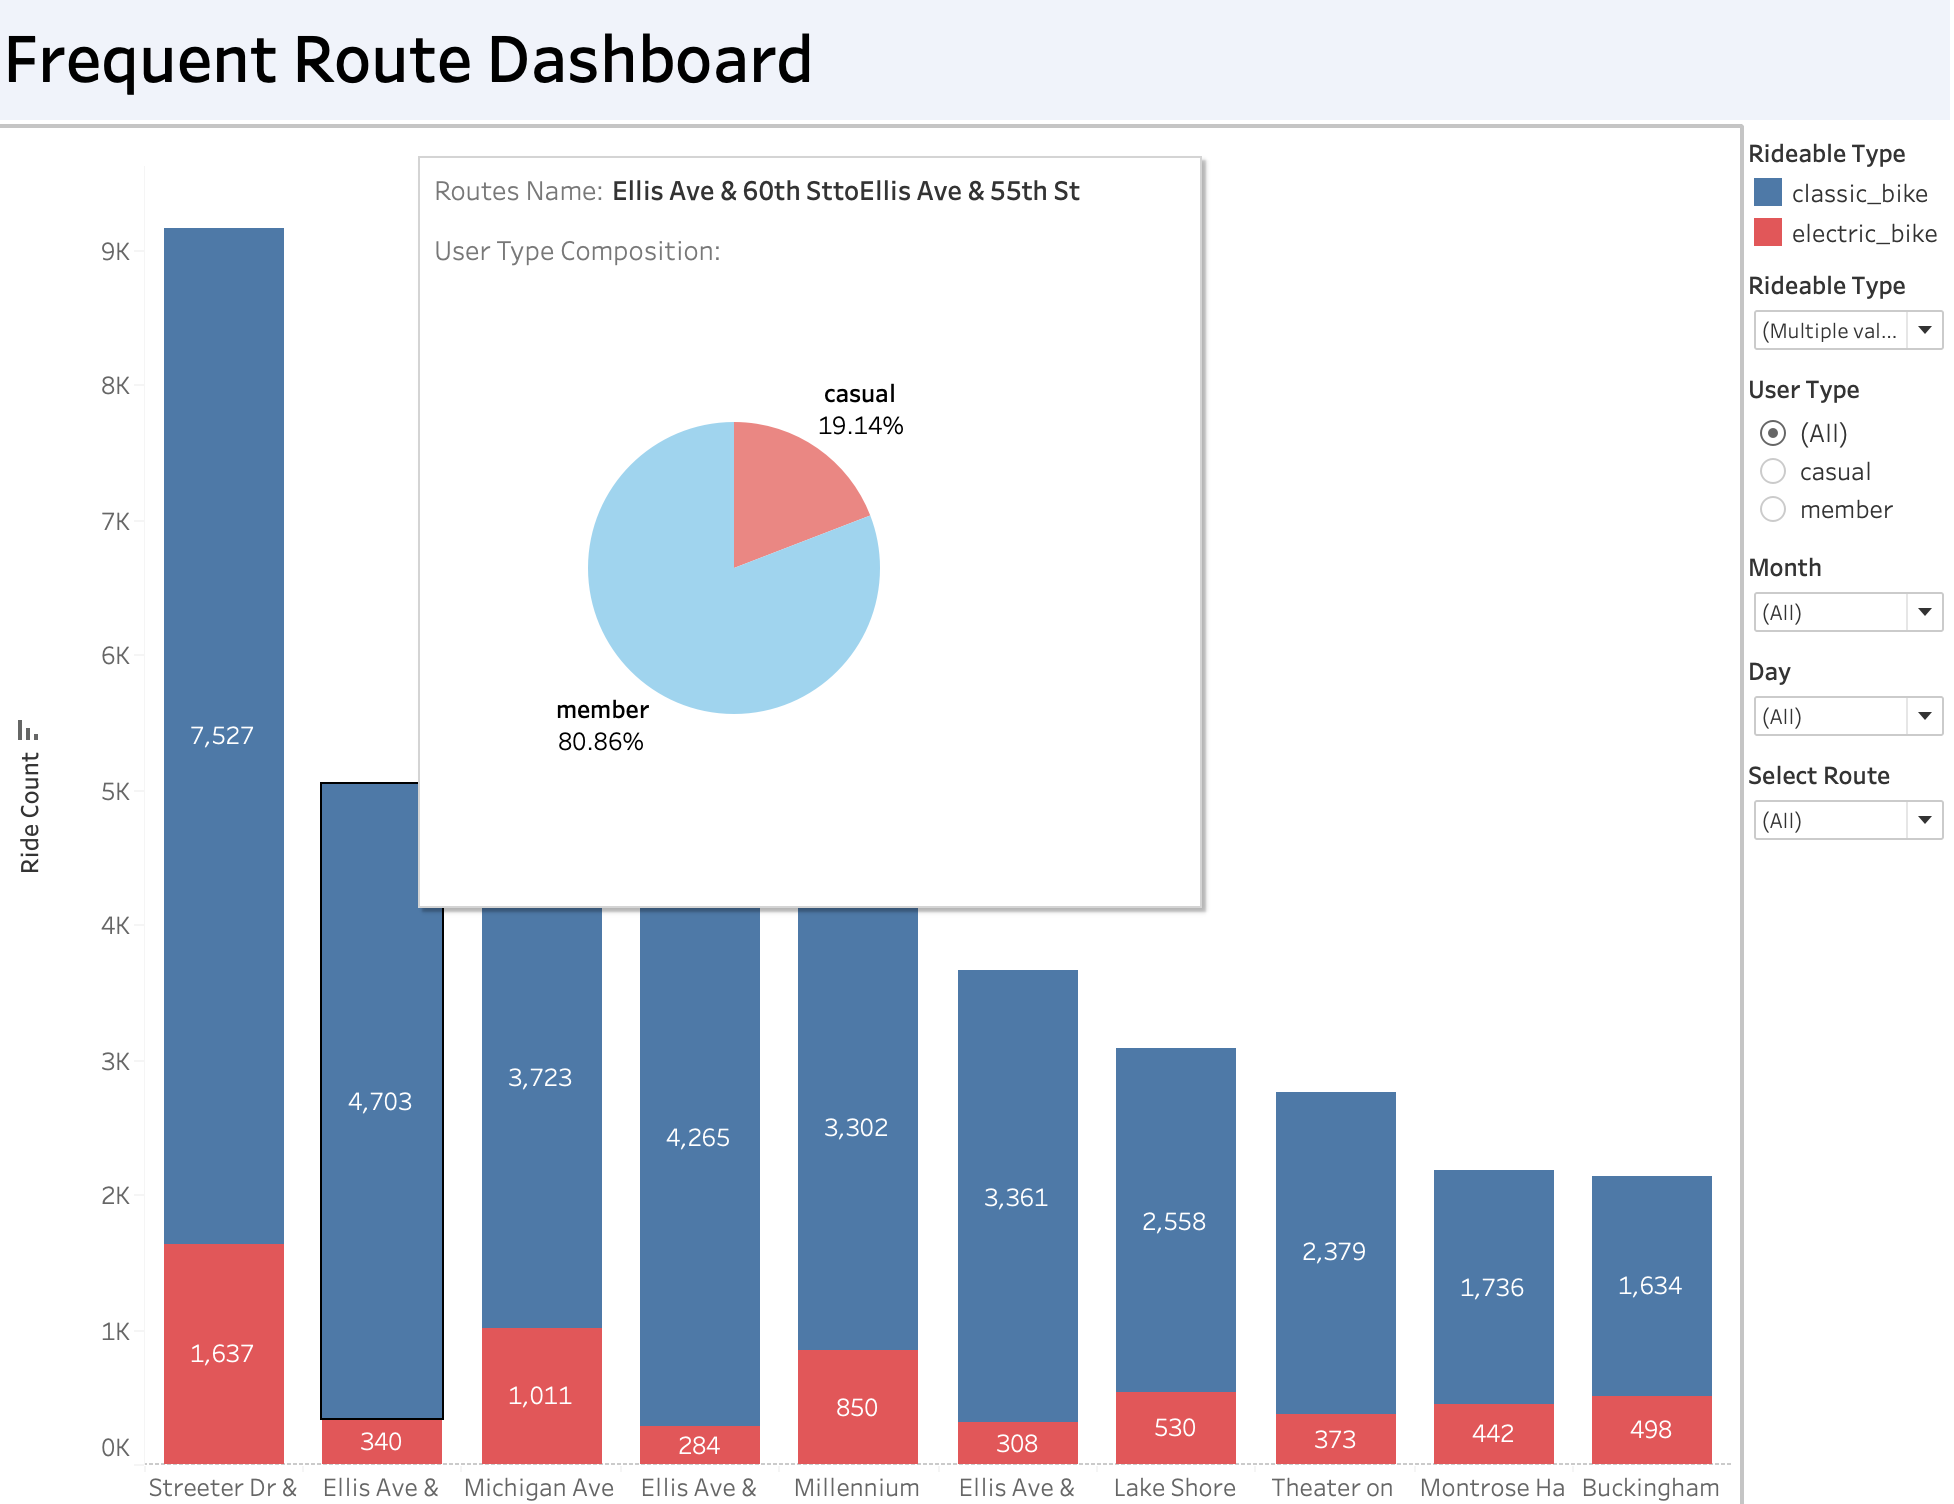 Frequent Route Dashboard
Routes Name: Ellis Ave & 60th SttoEllis Ave & 55th St
User Type Composition:
casual
19.14%
member
80.86%
Ride Count
9K
8K
7K
6K
5K
4K
3K
2K
1K
0K
7,527
1,637
4,703
340
3,723
1,011
4,265
284
3,302
850
3,361
308
2,558
530
2,379
373
1,736
442
1,634
498
Streeter Dr &
Ellis Ave &
Michigan Ave
Ellis Ave &
Millennium
Ellis Ave &
Lake Shore
Theater on
Montrose Ha
Buckingham
Rideable Type
classic_bike
electric_bike
Rideable Type
(Multiple val...
User Type
(All)
casual
member
Month
(All)
Day
(All)
Select Route
(All)